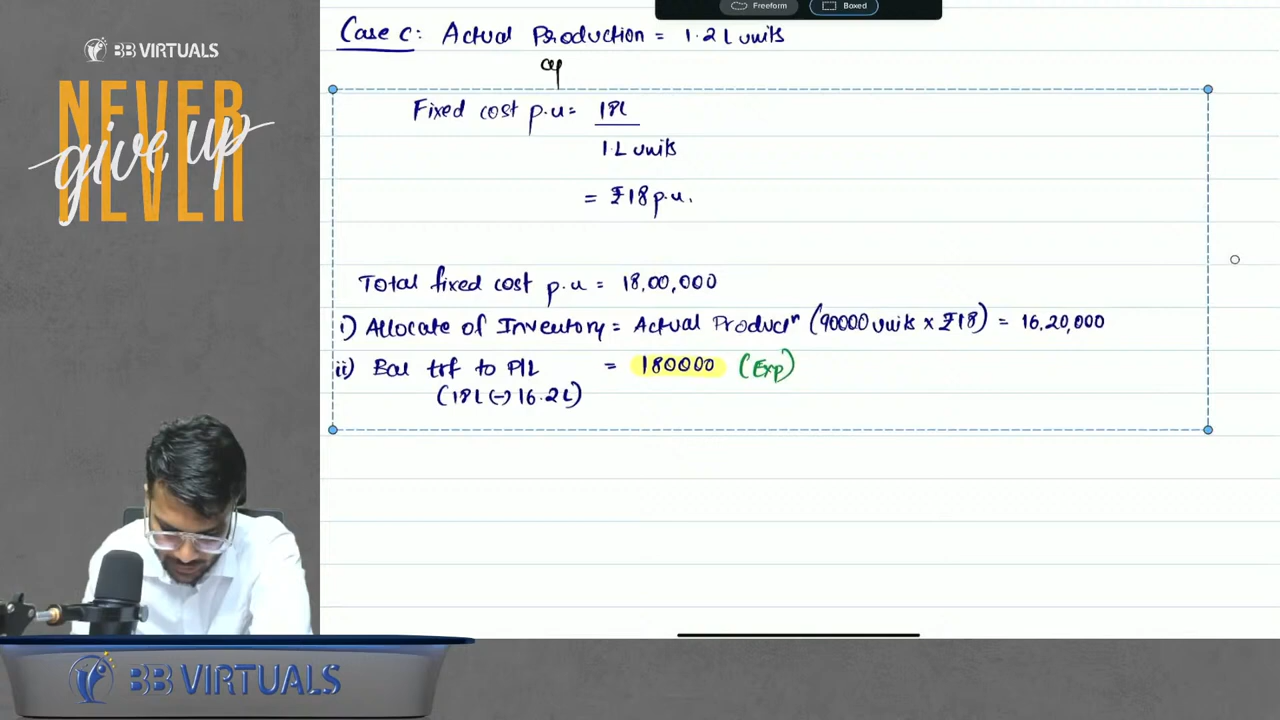 Freeform Boxed
Case C: Actual Production = 1.2 L units
op
Fixed cost p.u = 18L
1.L units
= ₹18 p.u.
Total fixed cost p.u = 18,00,000
i) Allocate of Inventory = Actual Productⁿ (90000 units x ₹18) = 16,20,000
ii) Bal trf to P/L = 180000 (Exp)
(18L (-) 16.2L)
BB VIRTUALS
NEVER
give up
NEVER
BB VIRTUALS